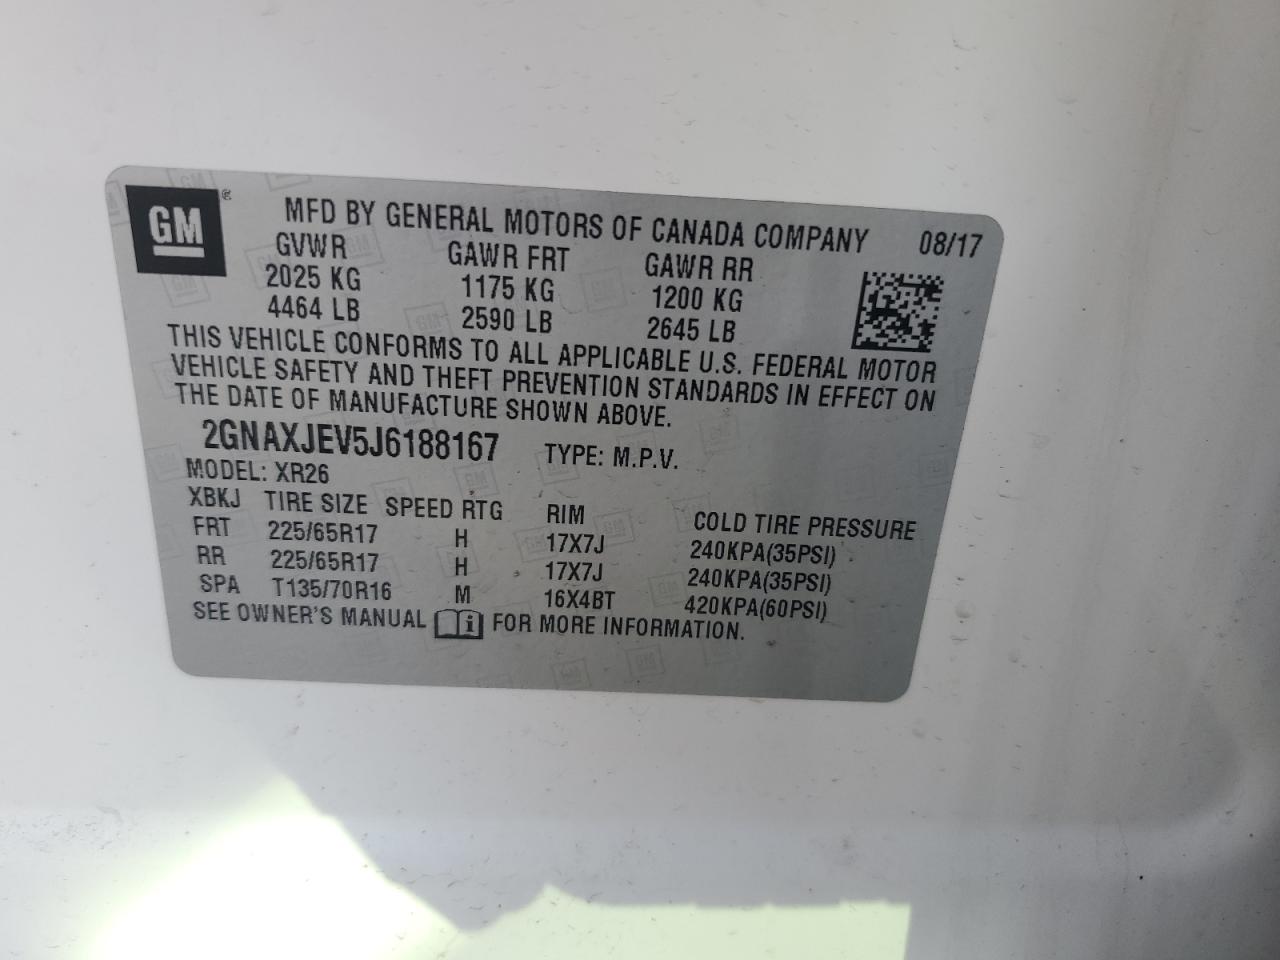 GM ®
MFD BY GENERAL MOTORS OF CANADA COMPANY 08/17
GVWR GAWR FRT GAWR RR
2025 KG 1175 KG 1200 KG
4464 LB 2590 LB 2645 LB
THIS VEHICLE CONFORMS TO ALL APPLICABLE U.S. FEDERAL MOTOR
VEHICLE SAFETY AND THEFT PREVENTION STANDARDS IN EFFECT ON
THE DATE OF MANUFACTURE SHOWN ABOVE.
2GNAXJEV5J6188167 TYPE: M.P.V.
MODEL: XR26
XBKJ TIRE SIZE SPEED RTG RIM COLD TIRE PRESSURE
FRT 225/65R17 H 17X7J 240KPA(35PSI)
RR 225/65R17 H 17X7J 240KPA(35PSI)
SPA T135/70R16 M 16X4BT 420KPA(60PSI)
SEE OWNER'S MANUAL i FOR MORE INFORMATION.